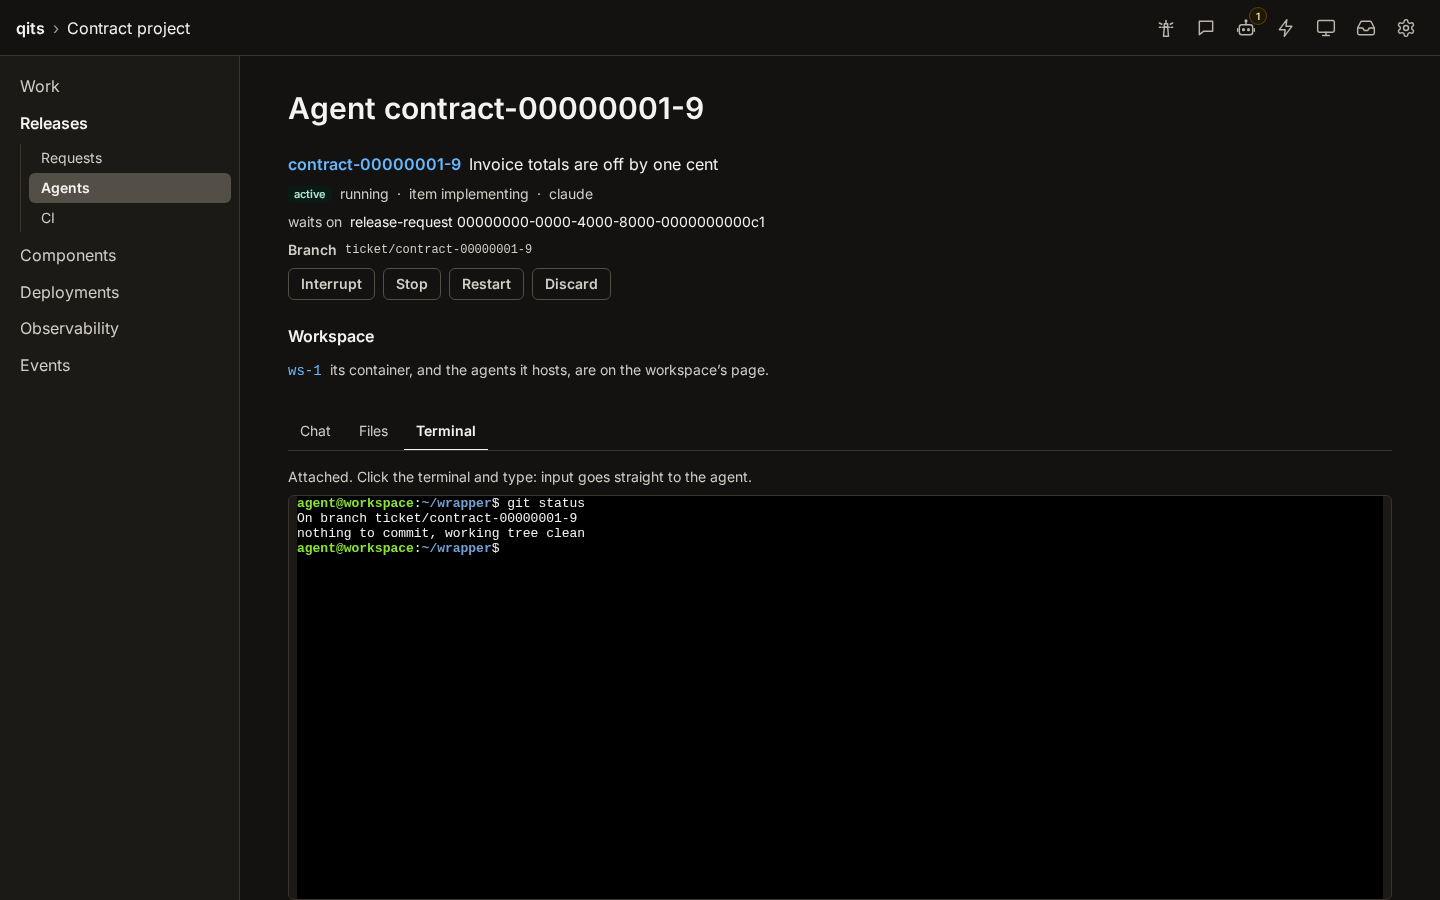 qits › Contract project
1
Work
Releases
Requests
Agents
CI
Components
Deployments
Observability
Events
Agent contract-00000001-9
contract-00000001-9 Invoice totals are off by one cent
active running · item implementing · claude
waits on release-request 00000000-0000-4000-8000-0000000000c1
Branch ticket/contract-00000001-9
Interrupt Stop Restart Discard
Workspace
ws-1 its container, and the agents it hosts, are on the workspace’s page.
Chat Files Terminal
Attached. Click the terminal and type: input goes straight to the agent.
agent@workspace:~/wrapper$ git status
On branch ticket/contract-00000001-9
nothing to commit, working tree clean
agent@workspace:~/wrapper$